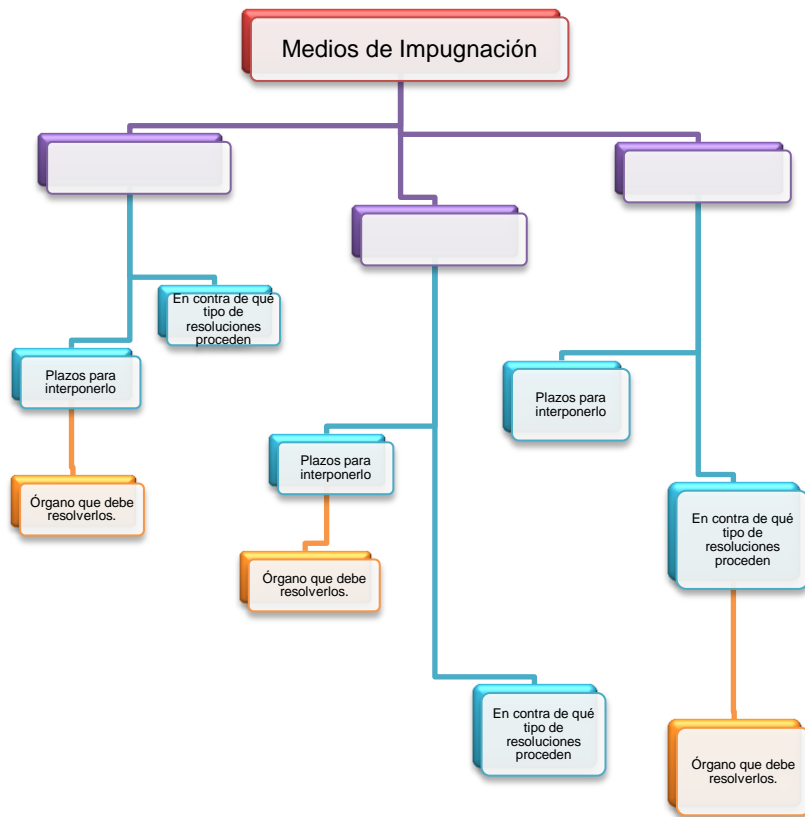 Medios de Impugnación
En contra de qué
tipo de
resoluciones
proceden
Plazos para
interponerlo
Órgano que debe
resolverlos.
Plazos para
interponerlo
Órgano que debe
resolverlos.
En contra de qué
tipo de
resoluciones
proceden
Plazos para
interponerlo
En contra de qué
tipo de
resoluciones
proceden
Órgano que debe
resolverlos.